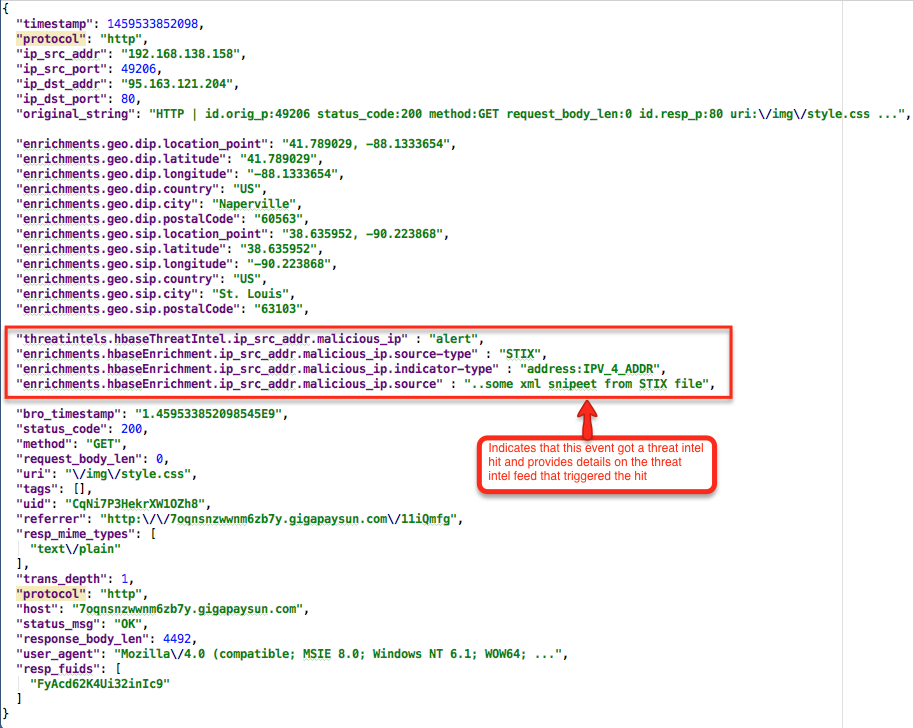 {
"timestamp": 1459533852098,
"protocol": "http",
"ip_src_addr": "192.168.138.158",
"ip_src_port": 49206,
"ip_dst_addr": "95.163.121.204",
"ip_dst_port": 80,
"original_string": "HTTP | id.orig_p:49206 status_code:200 method:GET request_body_len:0 id.resp_p:80 uri:\/img\/style.css ...",
"enrichments.geo.dip.location_point": "41.789029, -88.1333654",
"enrichments.geo.dip.latitude": "41.789029",
"enrichments.geo.dip.longitude": "-88.1333654",
"enrichments.geo.dip.country": "US",
"enrichments.geo.dip.city": "Naperville",
"enrichments.geo.dip.postalCode": "60563",
"enrichments.geo.sip.location_point": "38.635952, -90.223868",
"enrichments.geo.sip.latitude": "38.635952",
"enrichments.geo.sip.longitude": "-90.223868",
"enrichments.geo.sip.country": "US",
"enrichments.geo.sip.city": "St. Louis",
"enrichments.geo.sip.postalCode": "63103",
"threatintels.hbaseThreatIntel.ip_src_addr.malicious_ip" : "alert",
"enrichments.hbaseEnrichment.ip_src_addr.malicious_ip.source-type" : "STIX",
"enrichments.hbaseEnrichment.ip_src_addr.malicious_ip.indicator-type" : "address:IPV_4_ADDR",
"enrichments.hbaseEnrichment.ip_src_addr.malicious_ip.source" : "..some xml snipeet from STIX file",
"bro_timestamp": "1.459533852098545E9",
"status_code": 200,
"method": "GET",
"request_body_len": 0,
"uri": "\/img\/style.css",
"tags": [],
"uid": "CqNi7P3HekrXW1OZh8",
"referrer": "http:\/\/7oqnsnzwwnm6zb7y.gigapaysun.com\/11iQmfg",
"resp_mime_types": [
"text\/plain"
],
"trans_depth": 1,
"protocol": "http",
"host": "7oqnsnzwwnm6zb7y.gigapaysun.com",
"status_msg": "OK",
"response_body_len": 4492,
"user_agent": "Mozilla\/4.0 (compatible; MSIE 8.0; Windows NT 6.1; WOW64; ...",
"resp_fuids": [
"FyAcd62K4Ui32inIc9"
]
}
Indicates that this event got a threat intel
hit and provides details on the threat
intel feed that triggered the hit